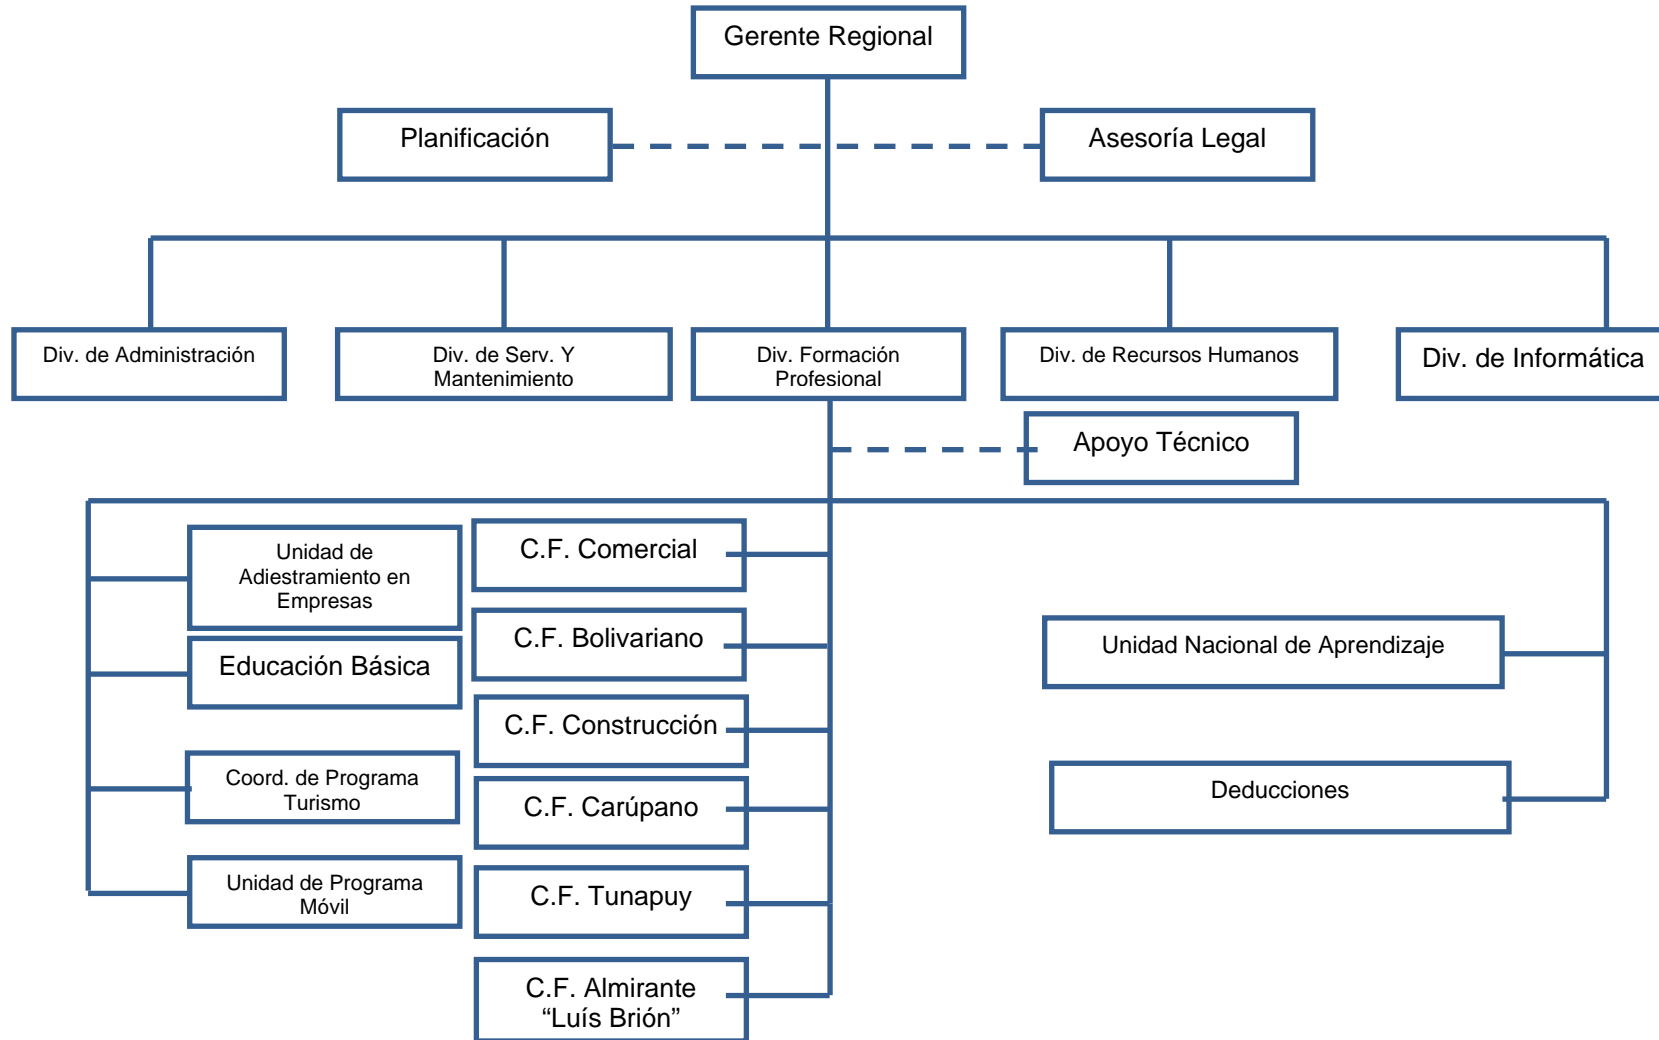 Gerente Regional
Planificación
Asesoría Legal
Div. de Administración
Div. de Serv. Y
Mantenimiento
Div. Formación
Profesional
Div. de Recursos Humanos
Div. de Informática
Apoyo Técnico
Unidad de
Adiestramiento en
Empresas
Educación Básica
Coord. de Programa
Turismo
Unidad de Programa
Móvil
C.F. Comercial
C.F. Bolivariano
C.F. Construcción
C.F. Carúpano
C.F. Tunapuy
C.F. Almirante
“Luís Brión”
Unidad Nacional de Aprendizaje
Deducciones